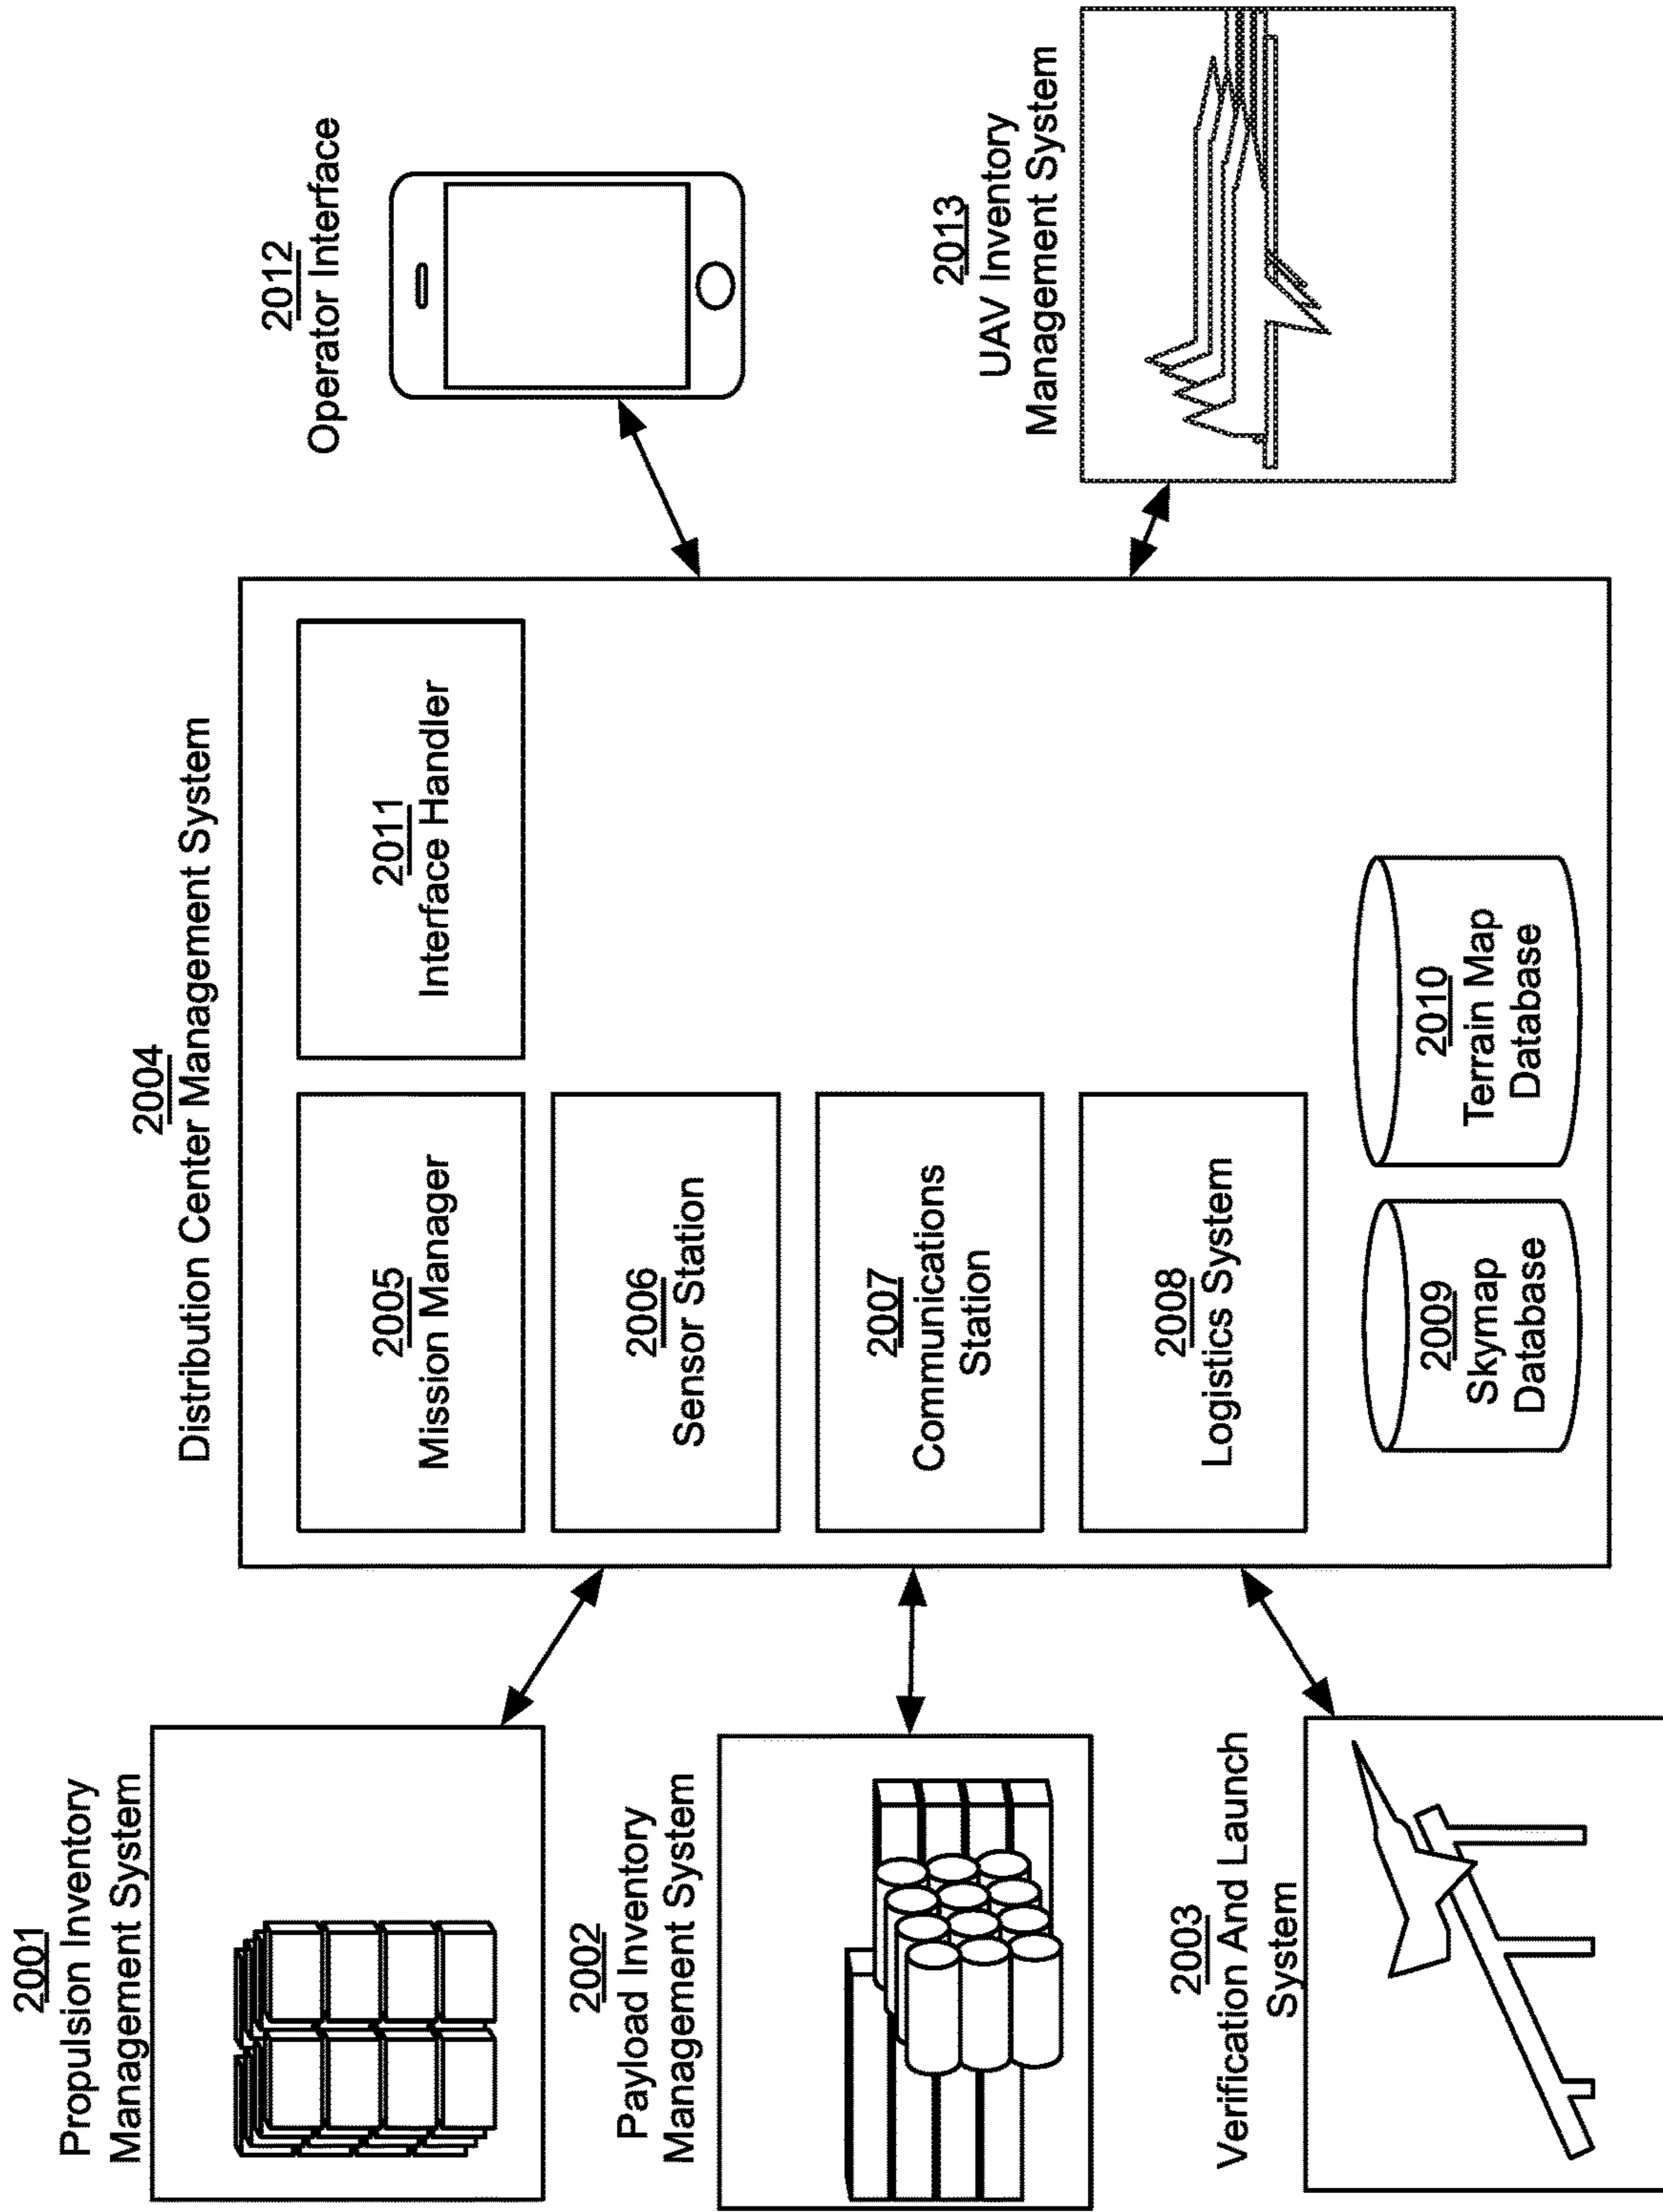 2001
Propulsion Inventory
Management System
2002
Payload Inventory
Management System
2003
Verification And Launch
System
2004
Distribution Center Management System
2005
Mission Manager
2006
Sensor Station
2007
Communications
Station
2008
Logistics System
2009
Skymap
Database
2010
Terrain Map
Database
2011
Interface Handler
2012
Operator Interface
2013
UAV Inventory
Management System